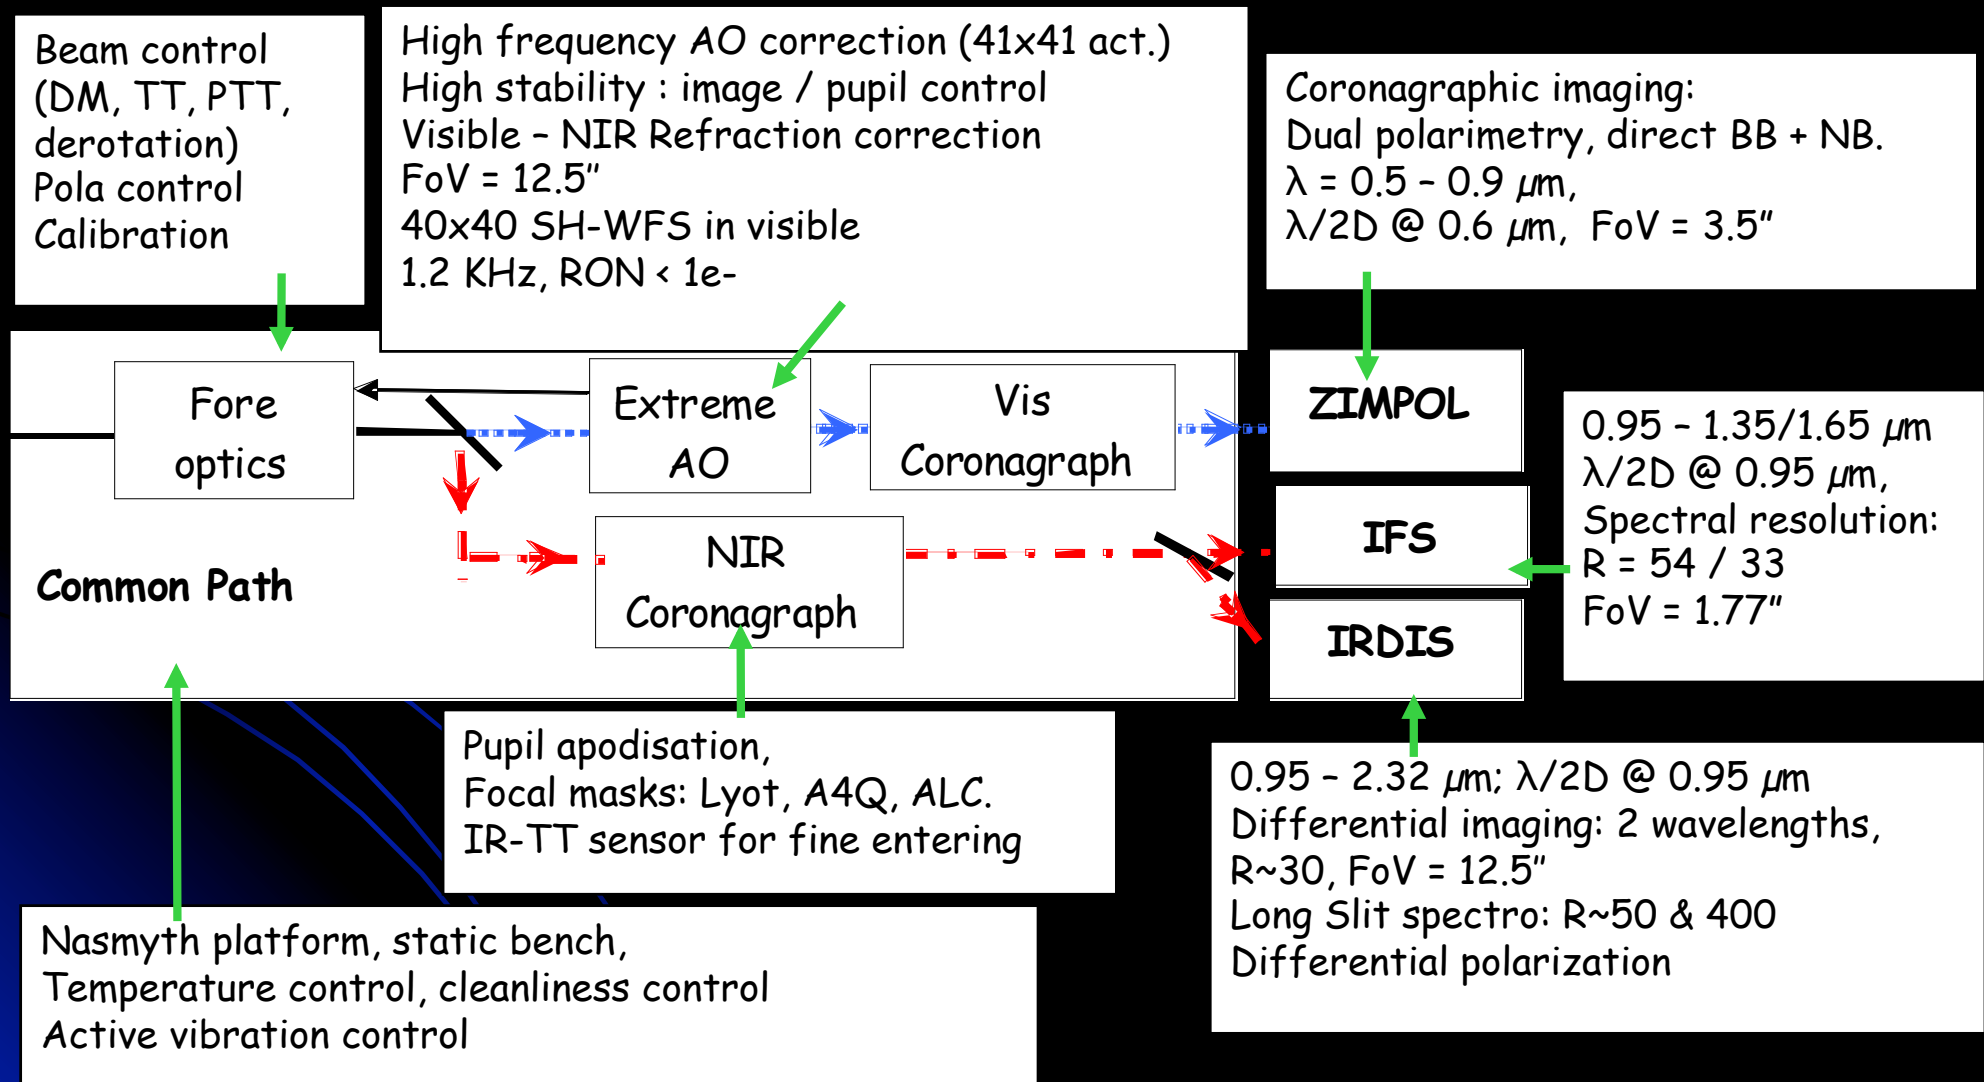 Beam control
(DM, TT, PTT,
derotation)
Pola control
Calibration
High frequency AO correction (41x41 act.)
High stability : image / pupil control
Visible – NIR Refraction correction
FoV = 12.5”
40x40 SH-WFS in visible
1.2 KHz, RON < 1e-
Coronagraphic imaging:
Dual polarimetry, direct BB + NB.
λ = 0.5 – 0.9 µm,
λ/2D @ 0.6 µm, FoV = 3.5”
Fore
optics
Extreme
AO
Vis
Coronagraph
ZIMPOL
0.95 – 1.35/1.65 µm
λ/2D @ 0.95 µm,
Spectral resolution:
R = 54 / 33
FoV = 1.77”
IFS
NIR
Coronagraph
Common Path
IRDIS
Pupil apodisation,
Focal masks: Lyot, A4Q, ALC.
IR-TT sensor for fine entering
0.95 – 2.32 µm; λ/2D @ 0.95 µm
Differential imaging: 2 wavelengths,
R~30, FoV = 12.5”
Long Slit spectro: R~50 & 400
Differential polarization
Nasmyth platform, static bench,
Temperature control, cleanliness control
Active vibration control